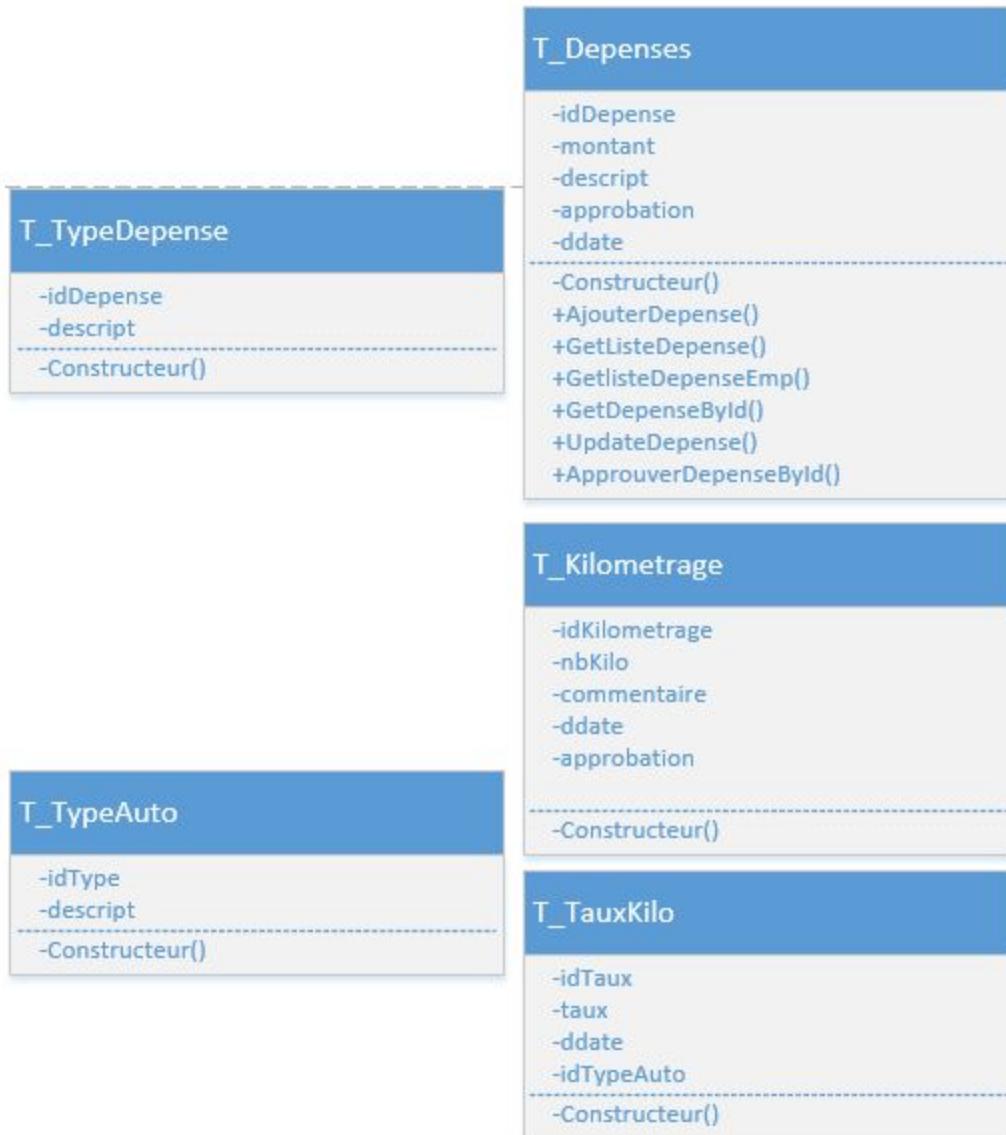 T_Depenses
-idDepense
-montant
-descript
-approbation
-ddate
-Constructeur()
+AjouterDepense()
+GetListeDepense()
+GetlisteDepenseEmp()
+GetDepenseById()
+UpdateDepense()
+ApprouverDepenseById()
T_TypeDepense
-idDepense
-descript
-Constructeur()
T_Kilometrage
-idKilometrage
-nbKilo
-commentaire
-ddate
-approbation
-Constructeur()
T_TypeAuto
-idType
-descript
-Constructeur()
T_TauxKilo
-idTaux
-taux
-ddate
-idTypeAuto
-Constructeur()